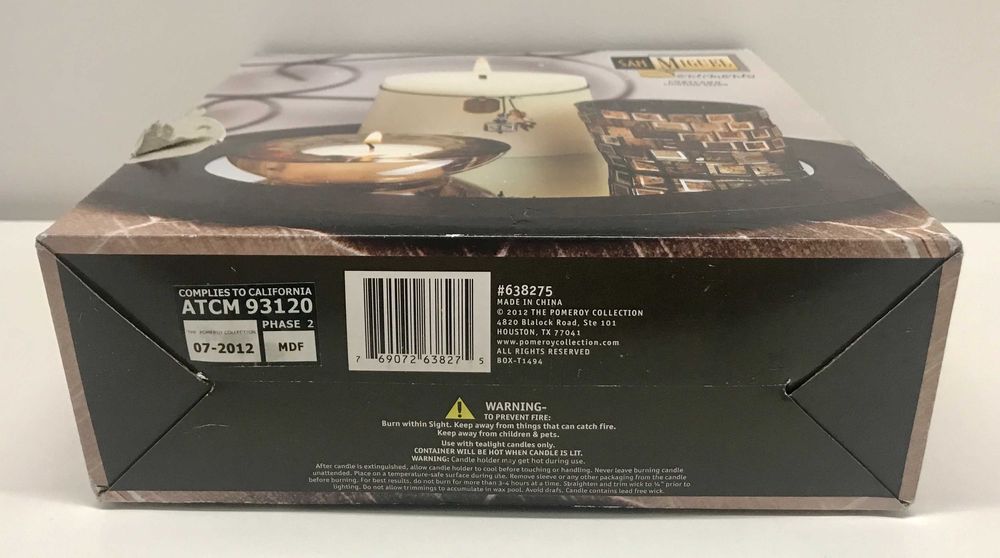 SAN MIGUEL
Sentiments
COMPLIES TO CALIFORNIA
ATCM 93120
PHASE 2
THE POMEROY COLLECTION
07-2012
MDF
7 69072 63827 5
#638275
MADE IN CHINA
© 2012 THE POMEROY COLLECTION
4820 Blalock Road, Ste 101
HOUSTON, TX 77041
www.pomeroycollection.com
ALL RIGHTS RESERVED
BOX-T1494
WARNING-
TO PREVENT FIRE:
Burn within Sight. Keep away from things that can catch fire.
Keep away from children & pets.
Use with tealight candles only.
CONTAINER WILL BE HOT WHEN CANDLE IS LIT.
WARNING: Candle holder may get hot during use.
After candle is extinguished, allow candle holder to cool before touching or handling. Never leave burning candle
unattended. Place on a temperature-safe surface during use. Remove sleeve or any other packaging from the candle
before burning. For best results, do not burn for more than 3-4 hours at a time. Straighten and trim wick to ¼" prior to
lighting. Do not allow trimmings to accumulate in wax pool. Avoid drafs. Candle contains lead free wick.